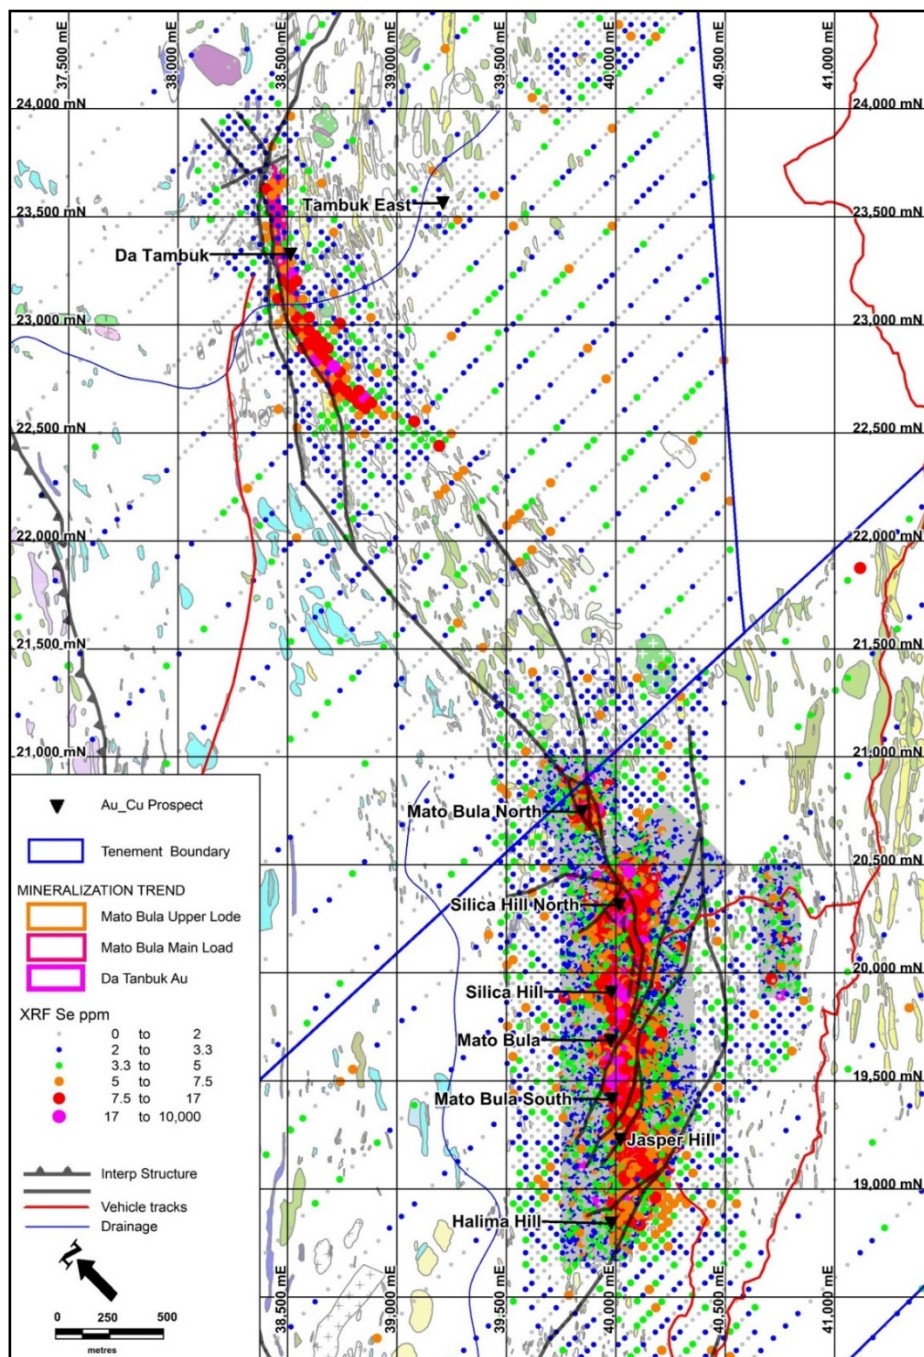 37,500 mE
38,000 mE
38,500 mE
39,000 mE
39,500 mE
40,000 mE
40,500 mE
41,000 mE
24,000 mN
24,000 mN
Tambuk East
23,500 mN
23,500 mN
Da Tambuk
23,000 mN
23,000 mN
22,500 mN
22,500 mN
22,000 mN
22,000 mN
21,500 mN
21,500 mN
21,000 mN
21,000 mN
Au_Cu Prospect
Tenement Boundary
MINERALIZATION TREND
Mato Bula Upper Lode
Mato Bula Main Load
Da Tanbuk Au
XRF Se ppm
0 to 2
2 to 3.3
3.3 to 5
5 to 7.5
7.5 to 17
17 to 10,000
Interp Structure
Vehicle tracks
Drainage
N
0 250 500
metres
Mato Bula North
20,500 mN
Silica Hill North
20,000 mN
Silica Hill
Mato Bula
19,500 mN
Mato Bula South
Jasper Hill
19,000 mN
Halima Hill
38,500 mE
39,000 mE
39,500 mE
40,000 mE
40,500 mE
41,000 mE